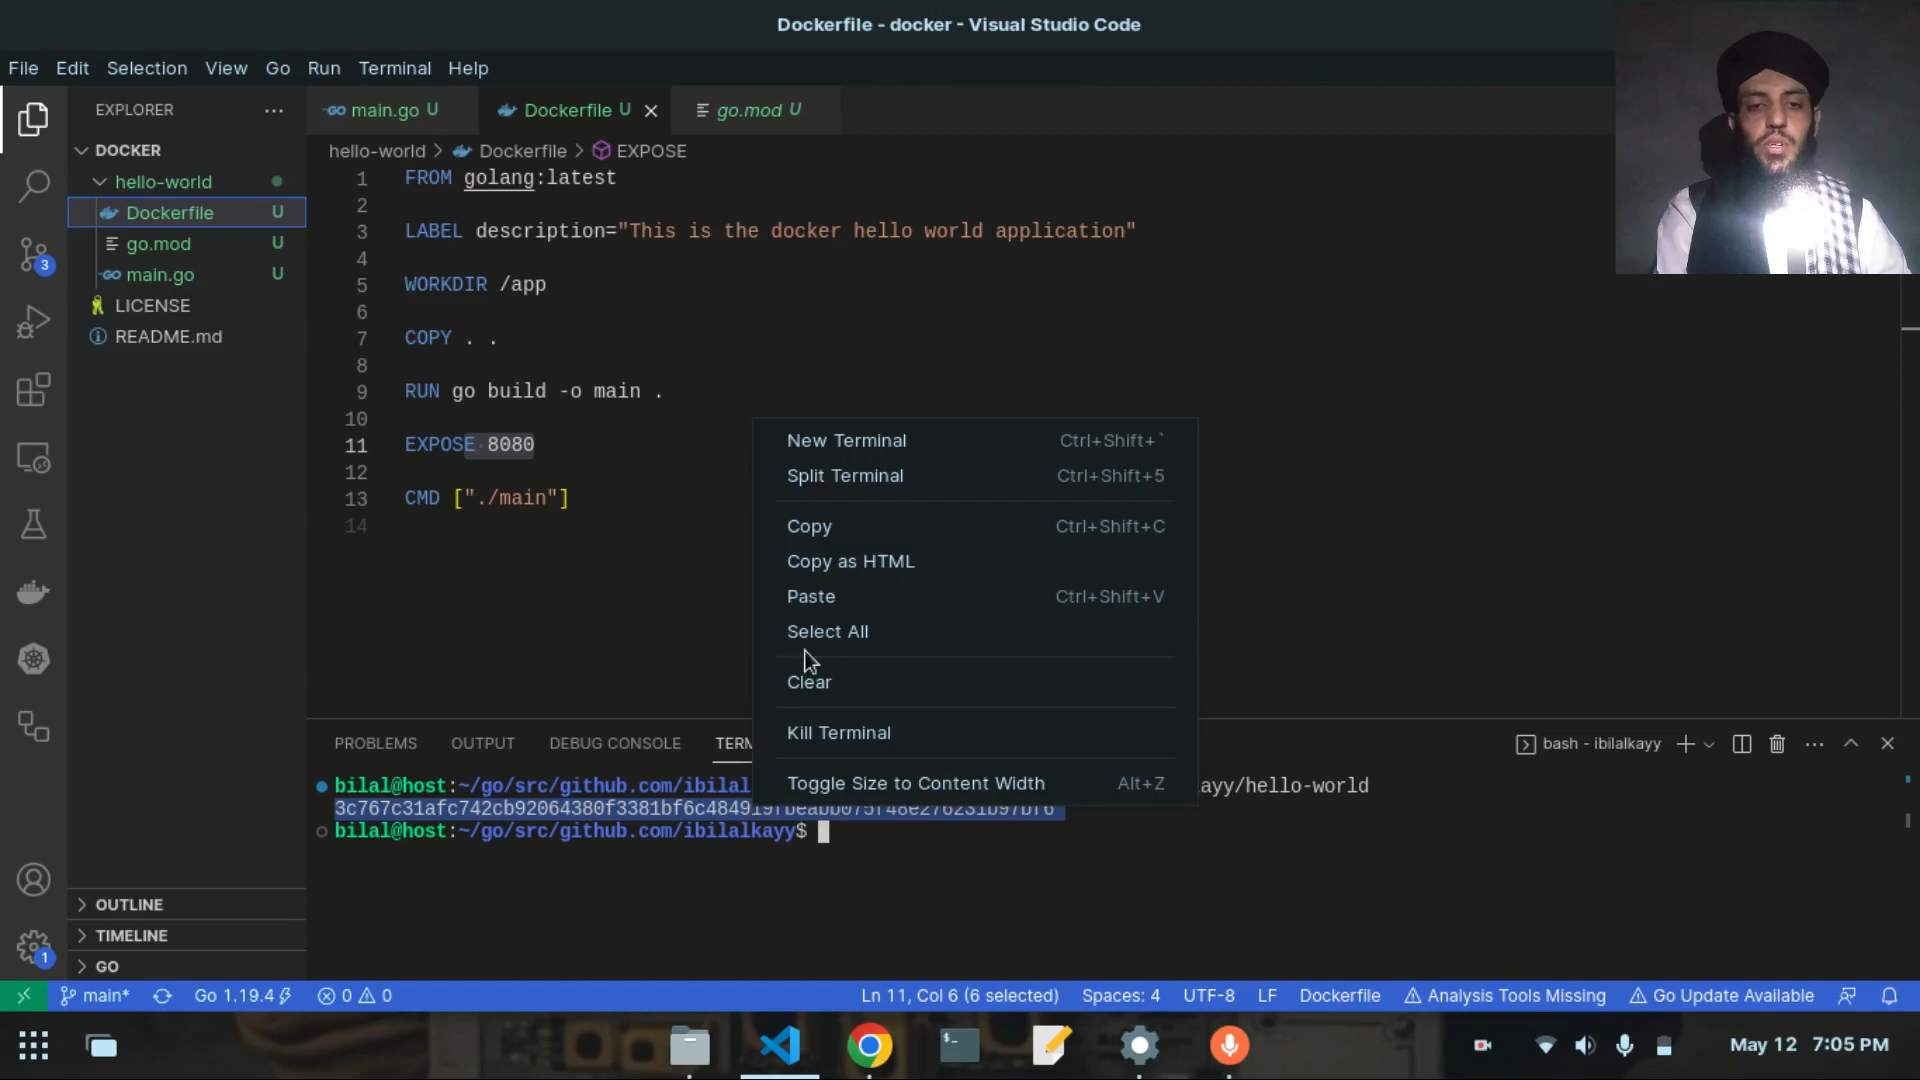 Dockerfile - docker - Visual Studio Code
File Edit Selection View Go Run Terminal Help
EXPLORER
main.go U
Dockerfile U
go.mod U
DOCKER
hello-world
Dockerfile U
go.mod U
main.go U
LICENSE
README.md
hello-world > Dockerfile > EXPOSE
1 FROM golang:latest
2
3 LABEL description="This is the docker hello world application"
4
5 WORKDIR /app
6
7 COPY . .
8
9 RUN go build -o main .
10
11 EXPOSE 8080
12
13 CMD ["./main"]
14
New Terminal Ctrl+Shift+`
Split Terminal Ctrl+Shift+5
Copy Ctrl+Shift+C
Copy as HTML
Paste Ctrl+Shift+V
Select All
Clear
Kill Terminal
Toggle Size to Content Width Alt+Z
PROBLEMS OUTPUT DEBUG CONSOLE TERM
bash - ibilalkayy
bilal@host:~/go/src/github.com/ibilal ayy/hello-world
bilal@host:~/go/src/github.com/ibilalkayy$
OUTLINE
TIMELINE
GO
3
1
main* Go 1.19.4 0 0 Ln 11, Col 6 (6 selected) Spaces: 4 UTF-8 LF Dockerfile Analysis Tools Missing Go Update Available
May 12 7:05 PM